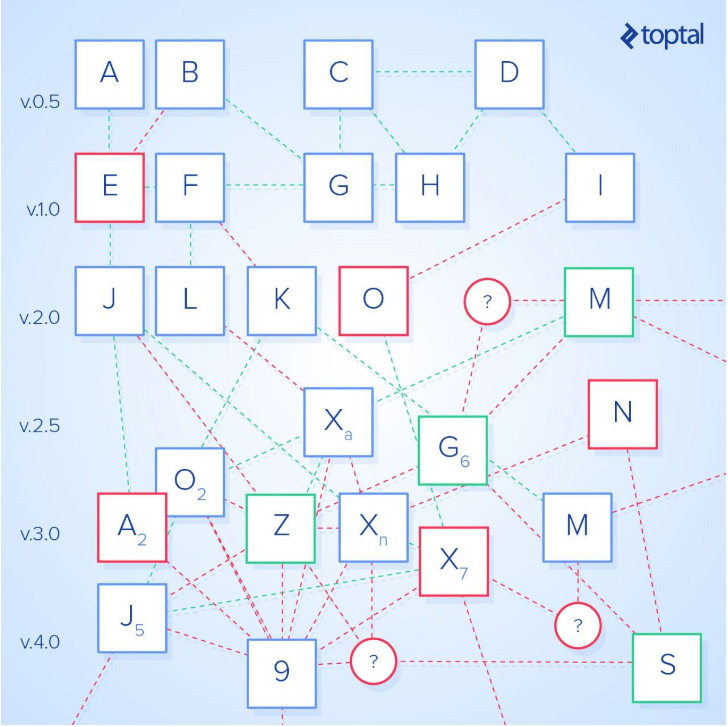 toptal
A B C D
v.0.5
E F G H I
v.1.0
J L K O ? M
v.2.0
X_a N
v.2.5
G_6
O_2
A_2 Z X_n M
v.3.0
X_7
J_5
?
v.4.0
9 ? S